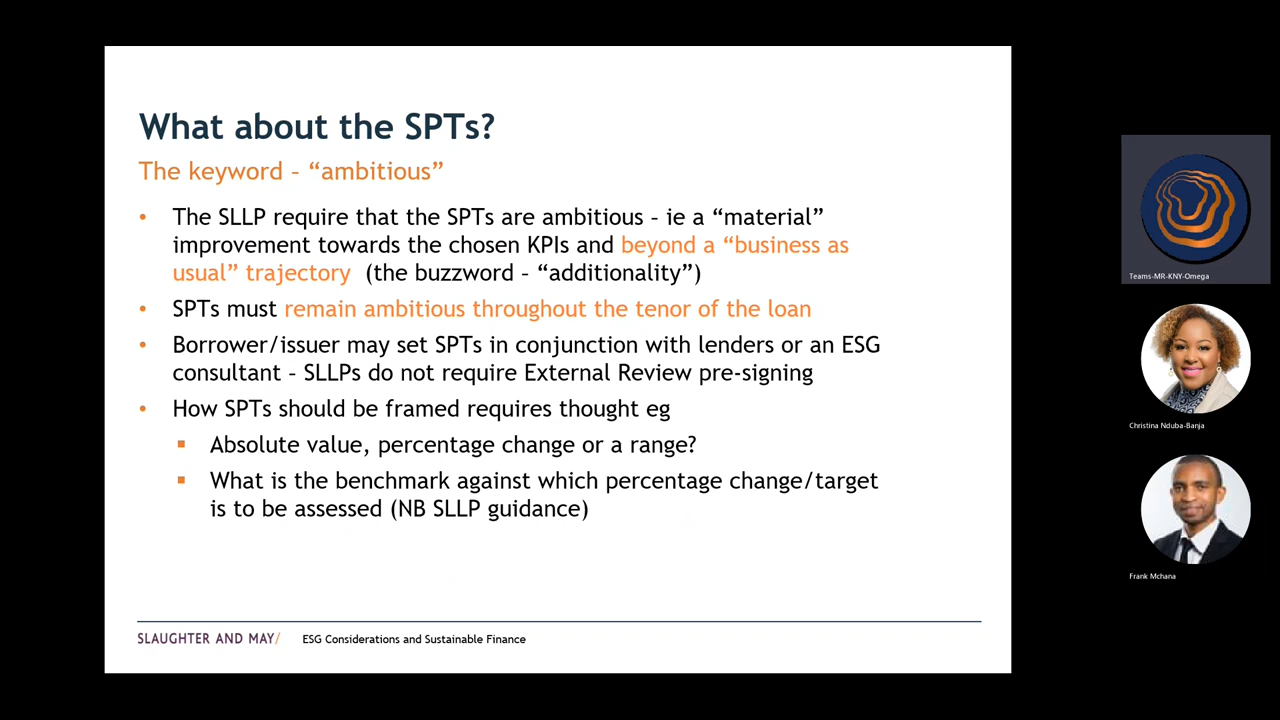 What about the SPTs?
The keyword – “ambitious”
• The SLLP require that the SPTs are ambitious – ie a “material”
improvement towards the chosen KPIs and beyond a “business as
usual” trajectory (the buzzword – “additionality”)
• SPTs must remain ambitious throughout the tenor of the loan
• Borrower/issuer may set SPTs in conjunction with lenders or an ESG
consultant – SLLPs do not require External Review pre-signing
• How SPTs should be framed requires thought eg
▪ Absolute value, percentage change or a range?
▪ What is the benchmark against which percentage change/target
is to be assessed (NB SLLP guidance)
SLAUGHTER AND MAY/ ESG Considerations and Sustainable Finance
Teams-MR-KNY-Omega
Christina Nduba-Banja
Frank Mchana